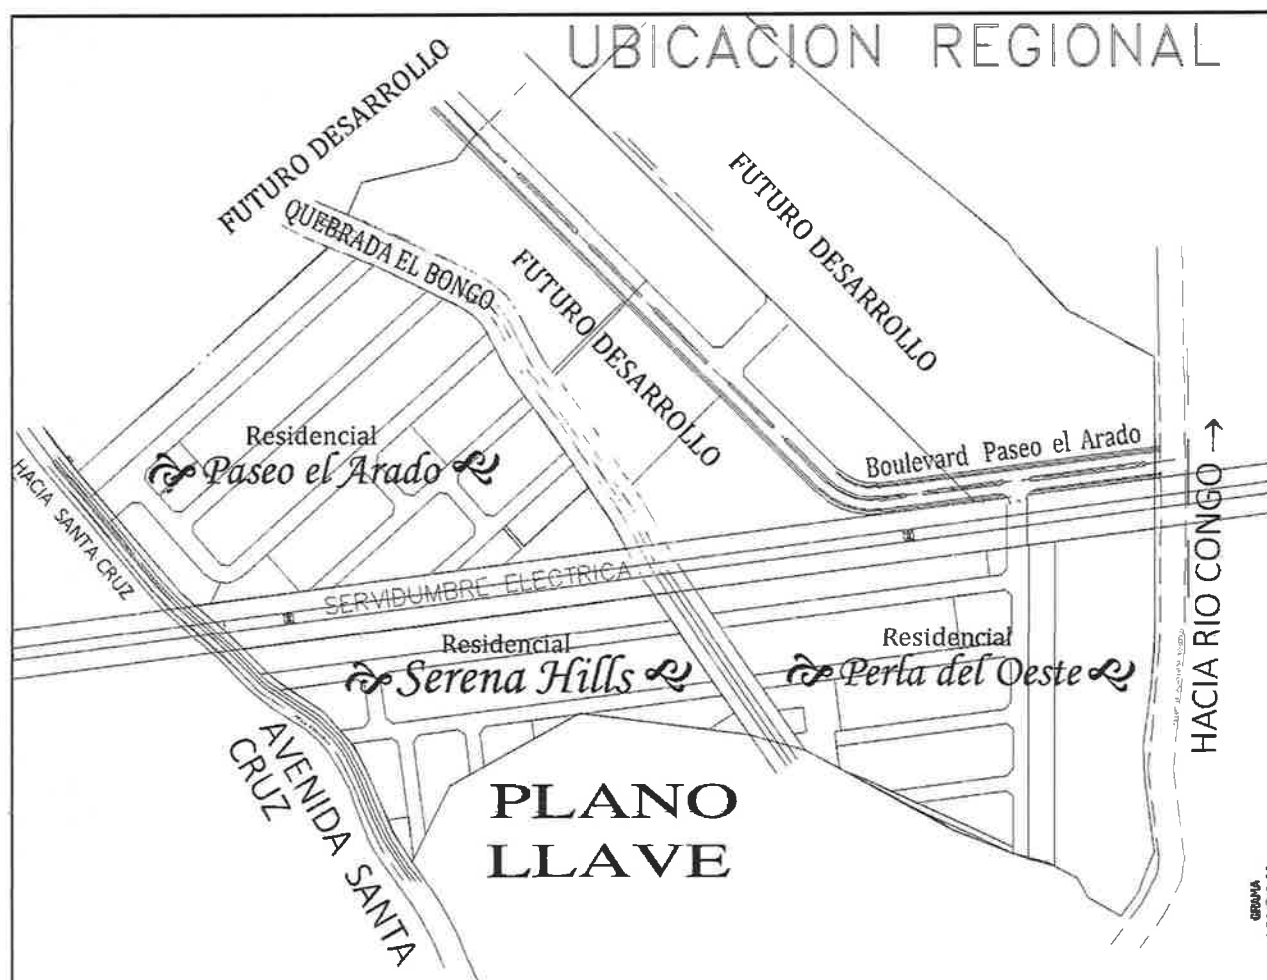 UBICACION REGIONAL
FUTURO DESARROLLO
FUTURO DESARROLLO
QUEBRADA EL BONGO
FUTURO DESARROLLO
Residencial
Paseo el Arado
Boulevard Paseo el Arado
HACIA SANTA CRUZ
HACIA RIO CONGO →
SERVIDUMBRE ELECTRICA
Residencial
Serena Hills
Residencial
Perla del Oeste
AVENIDA SANTA
CRUZ
PLANO
LLAVE
GRAMA